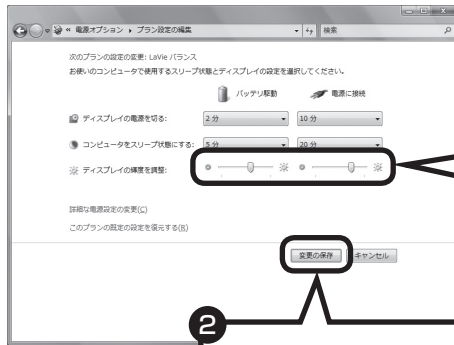 « 電源オプション ▸ プラン設定の編集
検索
次のプランの設定の変更: LaVie バランス
お使いのコンピュータで使用するスリープ状態とディスプレイの設定を選択してください。
バッテリ駆動 電源に接続
ディスプレイの電源を切る: 2 分 10 分
コンピュータをスリープ状態にする: 5 分 20 分
ディスプレイの輝度を調整:
詳細な電源設定の変更(C)
このプランの既定の設定を復元する(R)
変更の保存 キャンセル
2